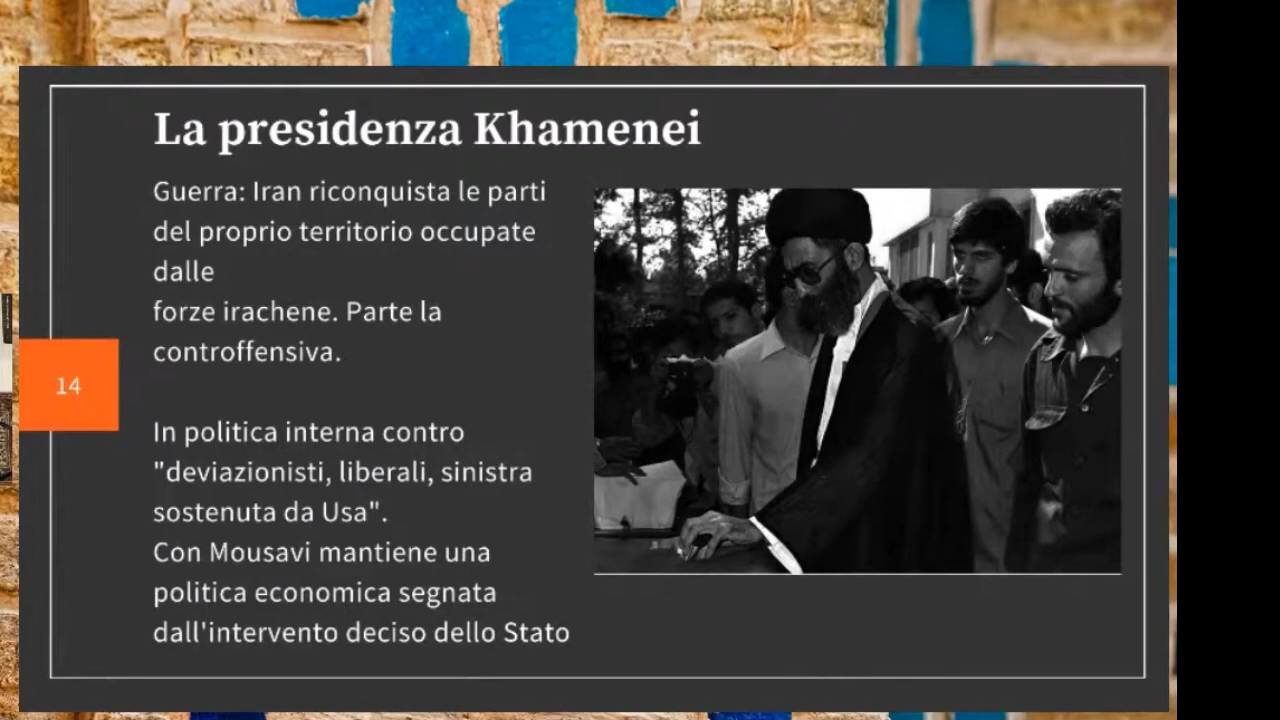 La presidenza Khamenei
Guerra: Iran riconquista le parti
del proprio territorio occupate
dalle
forze irachene. Parte la
controffensiva.
14
In politica interna contro
"deviazionisti, liberali, sinistra
sostenuta da Usa".
Con Mousavi mantiene una
politica economica segnata
dall'intervento deciso dello Stato